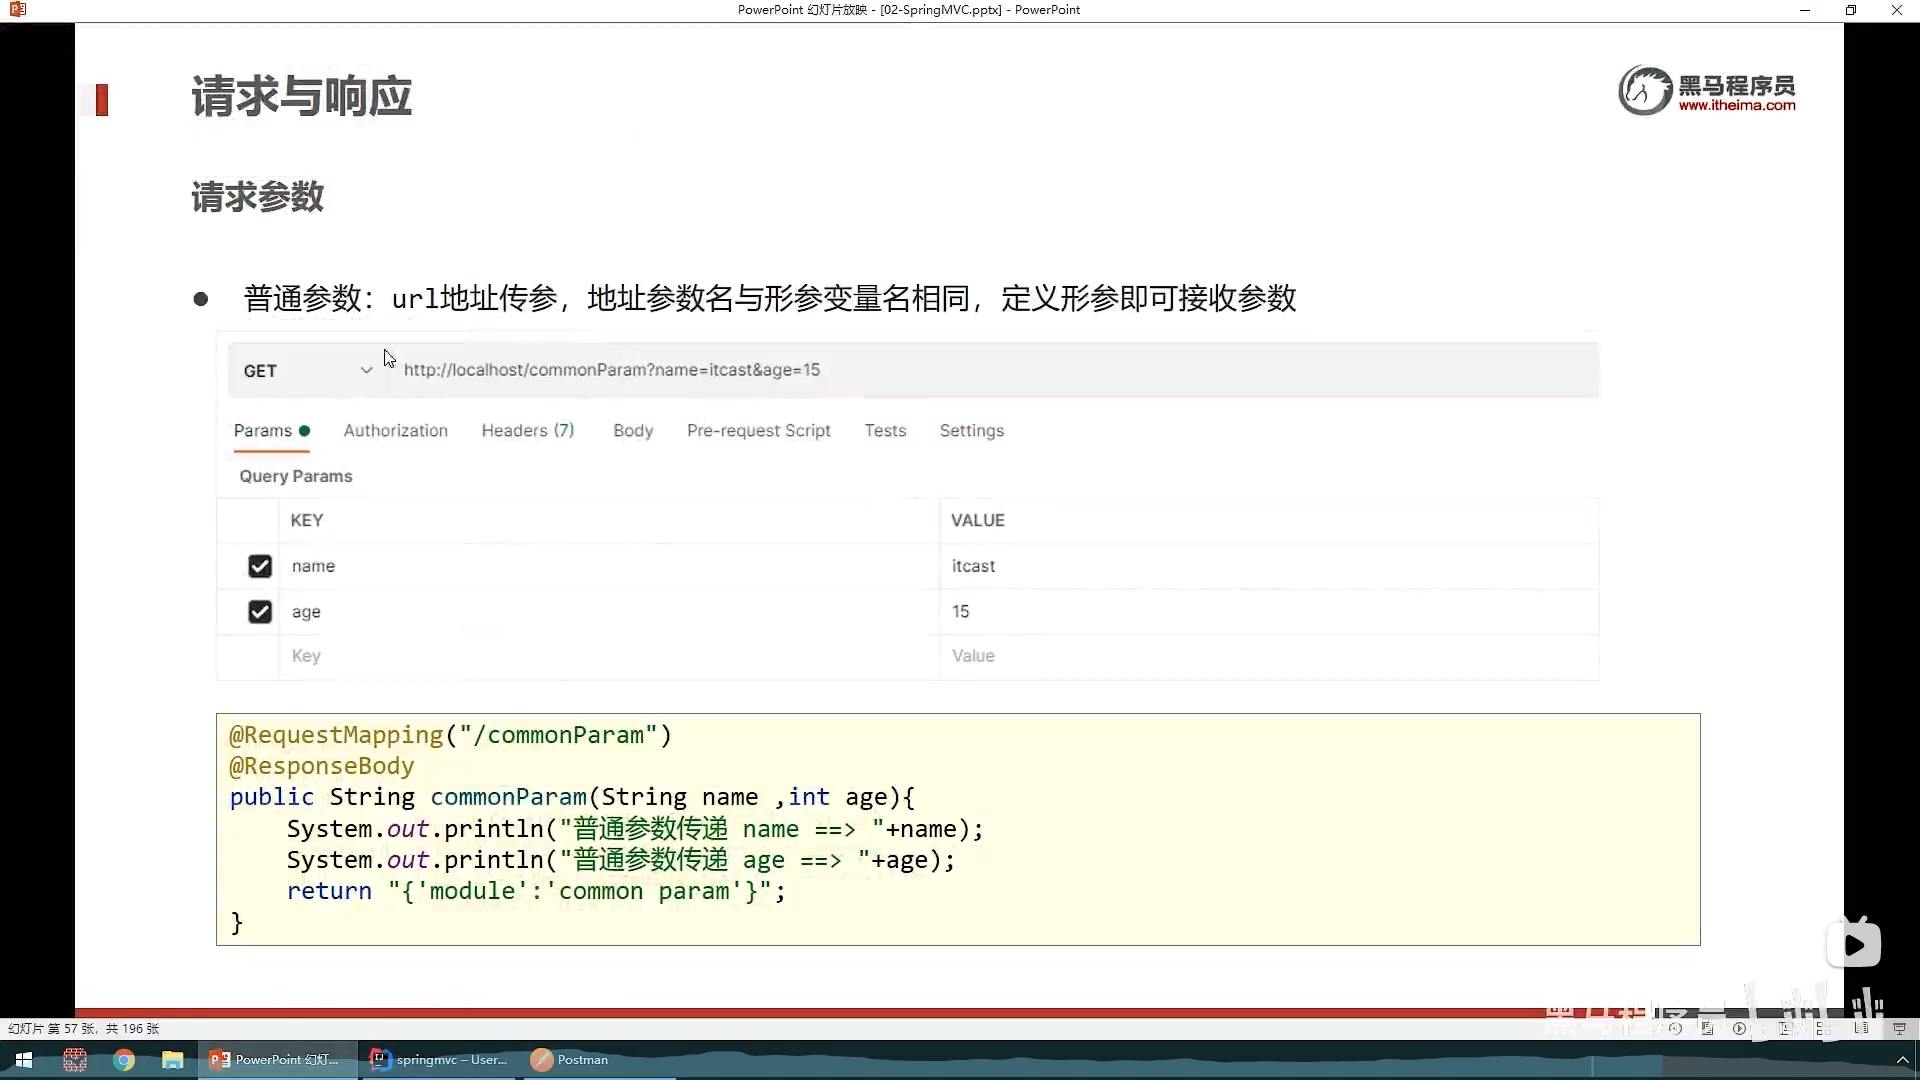 PowerPoint 幻灯片放映 - [02-SpringMVC.pptx] - PowerPoint
请求与响应
黑马程序员
www.itheima.com
请求参数
● 普通参数：url地址传参，地址参数名与形参变量名相同，定义形参即可接收参数
GET http://localhost/commonParam?name=itcast&age=15
Params Authorization Headers (7) Body Pre-request Script Tests Settings
Query Params
KEY VALUE
name itcast
age 15
Key Value
@RequestMapping("/commonParam")
@ResponseBody
public String commonParam(String name ,int age){
    System.out.println("普通参数传递 name ==> "+name);
    System.out.println("普通参数传递 age ==> "+age);
    return "{'module':'common param'}";
}
黑马程序员
幻灯片 第 57 张，共 196 张
PowerPoint 幻灯... springmvc – User... Postman